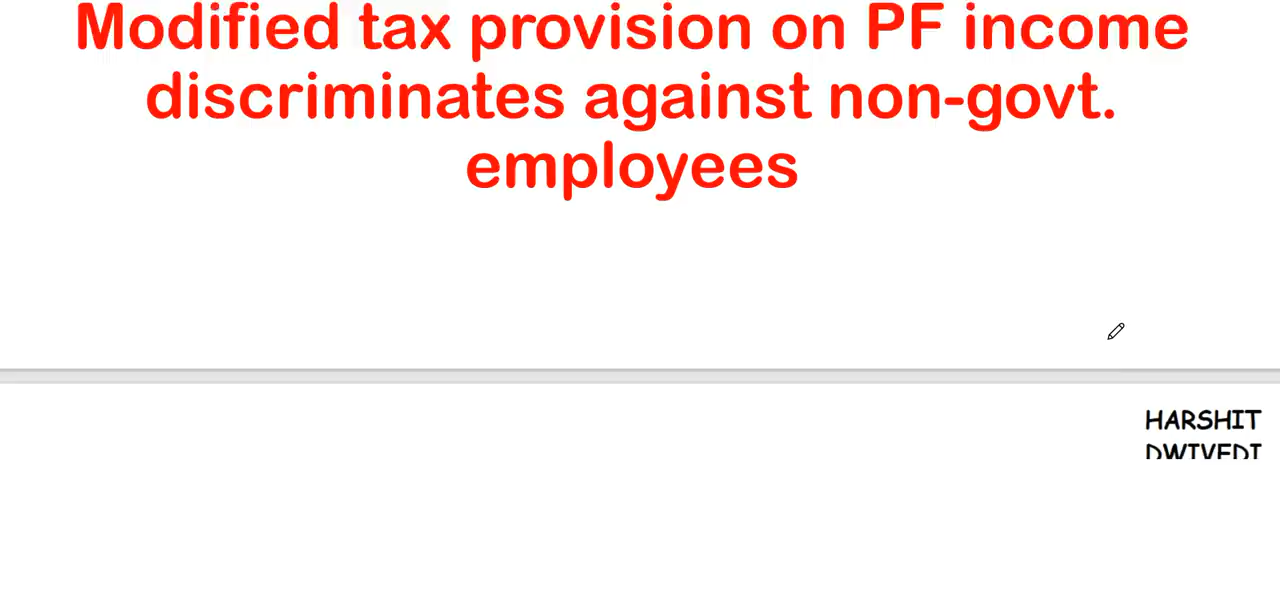 Modified tax provision on PF income
discriminates against non-govt.
employees
HARSHIT
DWIVEDI